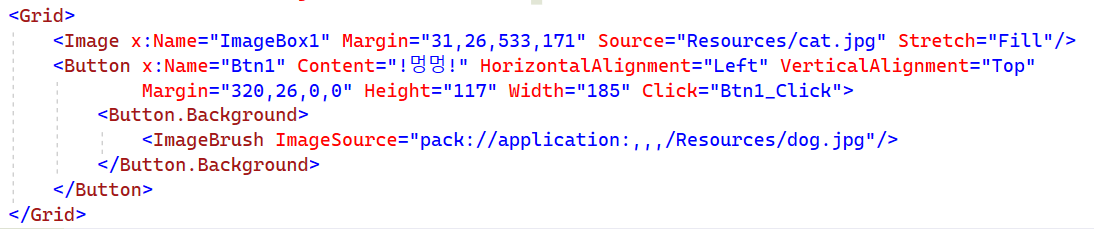 <Grid>
<Image x:Name="ImageBox1" Margin="31,26,533,171" Source="Resources/cat.jpg" Stretch="Fill"/>
<Button x:Name="Btn1" Content="!멍멍!" HorizontalAlignment="Left" VerticalAlignment="Top"
Margin="320,26,0,0" Height="117" Width="185" Click="Btn1_Click">
<Button.Background>
<ImageBrush ImageSource="pack://application:,,,/Resources/dog.jpg"/>
</Button.Background>
</Button>
</Grid>